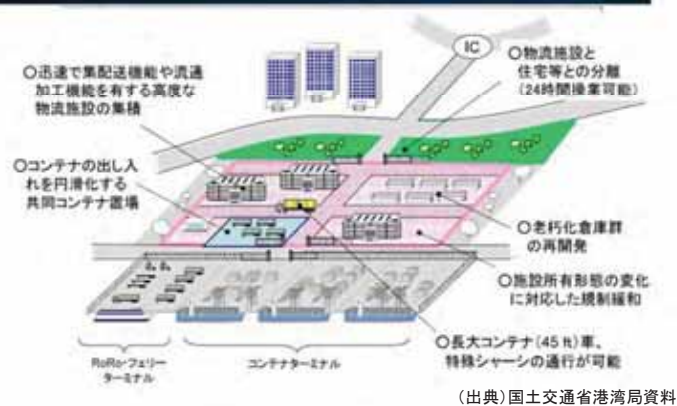 IC
○迅速で集配送機能や流通
加工機能を有する高度な
物流施設の集積
○物流施設と
住宅等との分離
(24時間操業可能)
○コンテナの出し入
れを円滑化する
共同コンテナ置場
○老朽化倉庫群
の再開発
○施設所有形態の変化
に対応した規制緩和
○長大コンテナ(45 ft)車、
特殊シャーシの通行が可能
RoRo・フェリー
ターミナル
コンテナターミナル
(出典)国土交通省港湾局資料